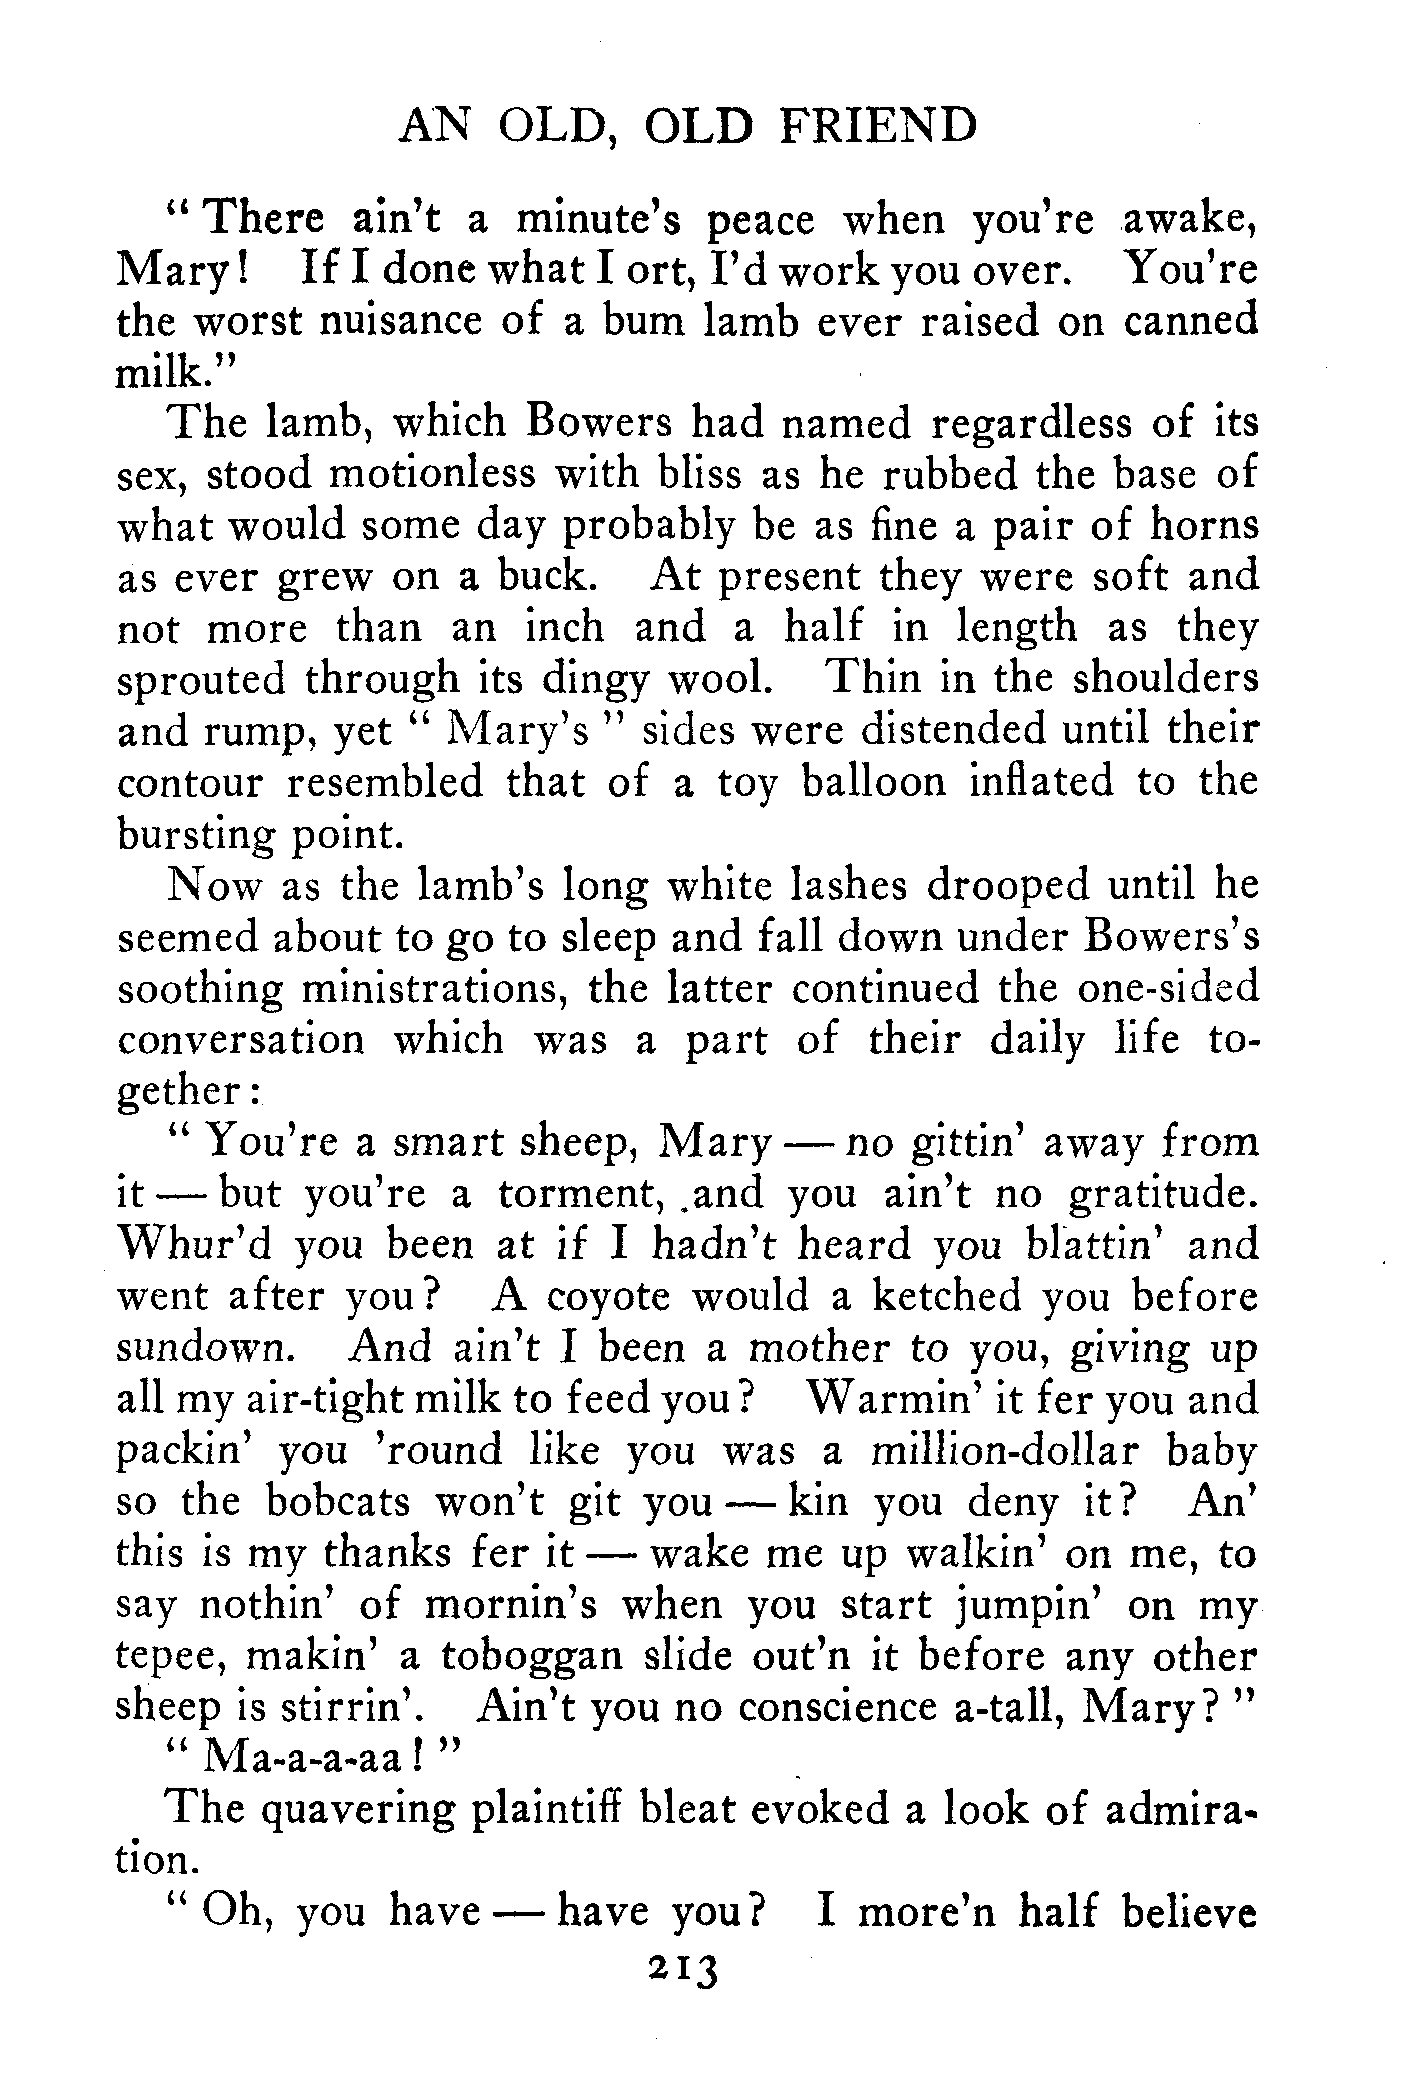 AN OLD, OLD FRIEND
“ There ain’t a minute’s peace when you’re awake,
Mary! If I done what I ort, I’d work you over. You’re
the worst nuisance of a bum lamb ever raised on canned
milk.”
The lamb, which Bowers had named regardless of its
sex, stood motionless with bliss as he rubbed the base of
what would some day probably be as fine a pair of horns
as ever grew on a buck. At present they were soft and
not more than an inch and a half in length as they
sprouted through its dingy wool. Thin in the shoulders
and rump, yet “ Mary’s ” sides were distended until their
contour resembled that of a toy balloon inflated to the
bursting point.
Now as the lamb’s long white lashes drooped until he
seemed about to go to sleep and fall down under Bowers’s
soothing ministrations, the latter continued the one-sided
conversation which was a part of their daily life to-
gether :
“ You’re a smart sheep, Mary — no gittin’ away from
it — but you’re a torment, and you ain’t no gratitude.
Whur’d you been at if I hadn’t heard you blattin’ and
went after you? A coyote would a ketched you before
sundown. And ain’t I been a mother to you, giving up
all my air-tight milk to feed you? Warmin’ it fer you and
packin’ you ’round like you was a million-dollar baby
so the bobcats won’t git you — kin you deny it? An’
this is my thanks fer it — wake me up walkin’ on me, to
say nothin’ of mornin’s when you start jumpin’ on my
tepee, makin’ a toboggan slide out’n it before any other
sheep is stirrin’. Ain’t you no conscience a-tall, Mary? ”
“ Ma-a-a-aa ! ”
The quavering plaintiff bleat evoked a look of admira-
tion.
“ Oh, you have — have you? I more’n half believe
213